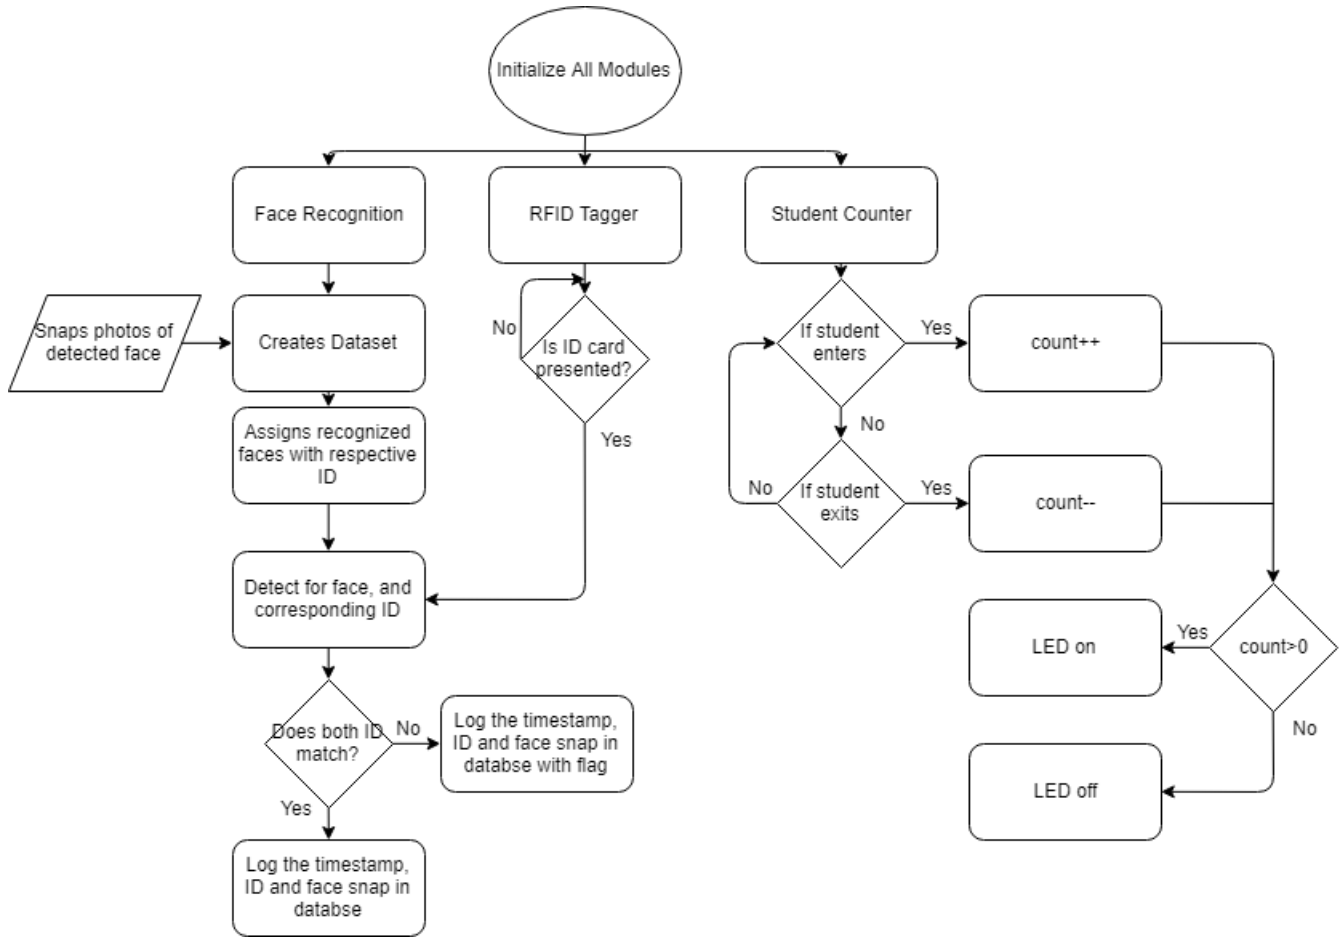 Initialize All Modules
Face Recognition
RFID Tagger
Student Counter
Snaps photos of
detected face
Creates Dataset
No
Is ID card
presented?
Yes
If student
enters
Yes
count++
No
Assigns recognized
faces with respective
ID
No
If student
exits
Yes
count--
Detect for face, and
corresponding ID
LED on
Yes
count>0
No
LED off
Does both ID
match?
No
Log the timestamp,
ID and face snap in
databse with flag
Yes
Log the timestamp,
ID and face snap in
databse